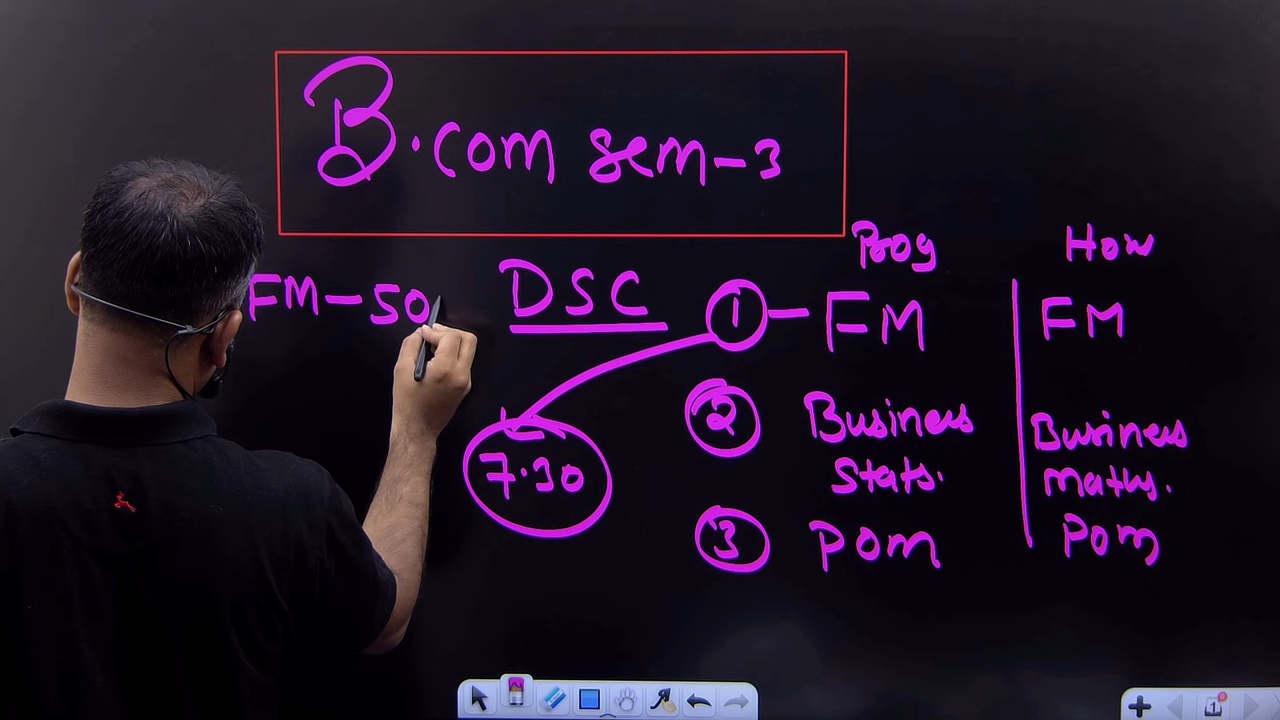 B.com sem-3
Prog How
FM-50 DSC 1 - FM FM
2 Business Stats. Business Maths.
7.30
3 POM POM
1